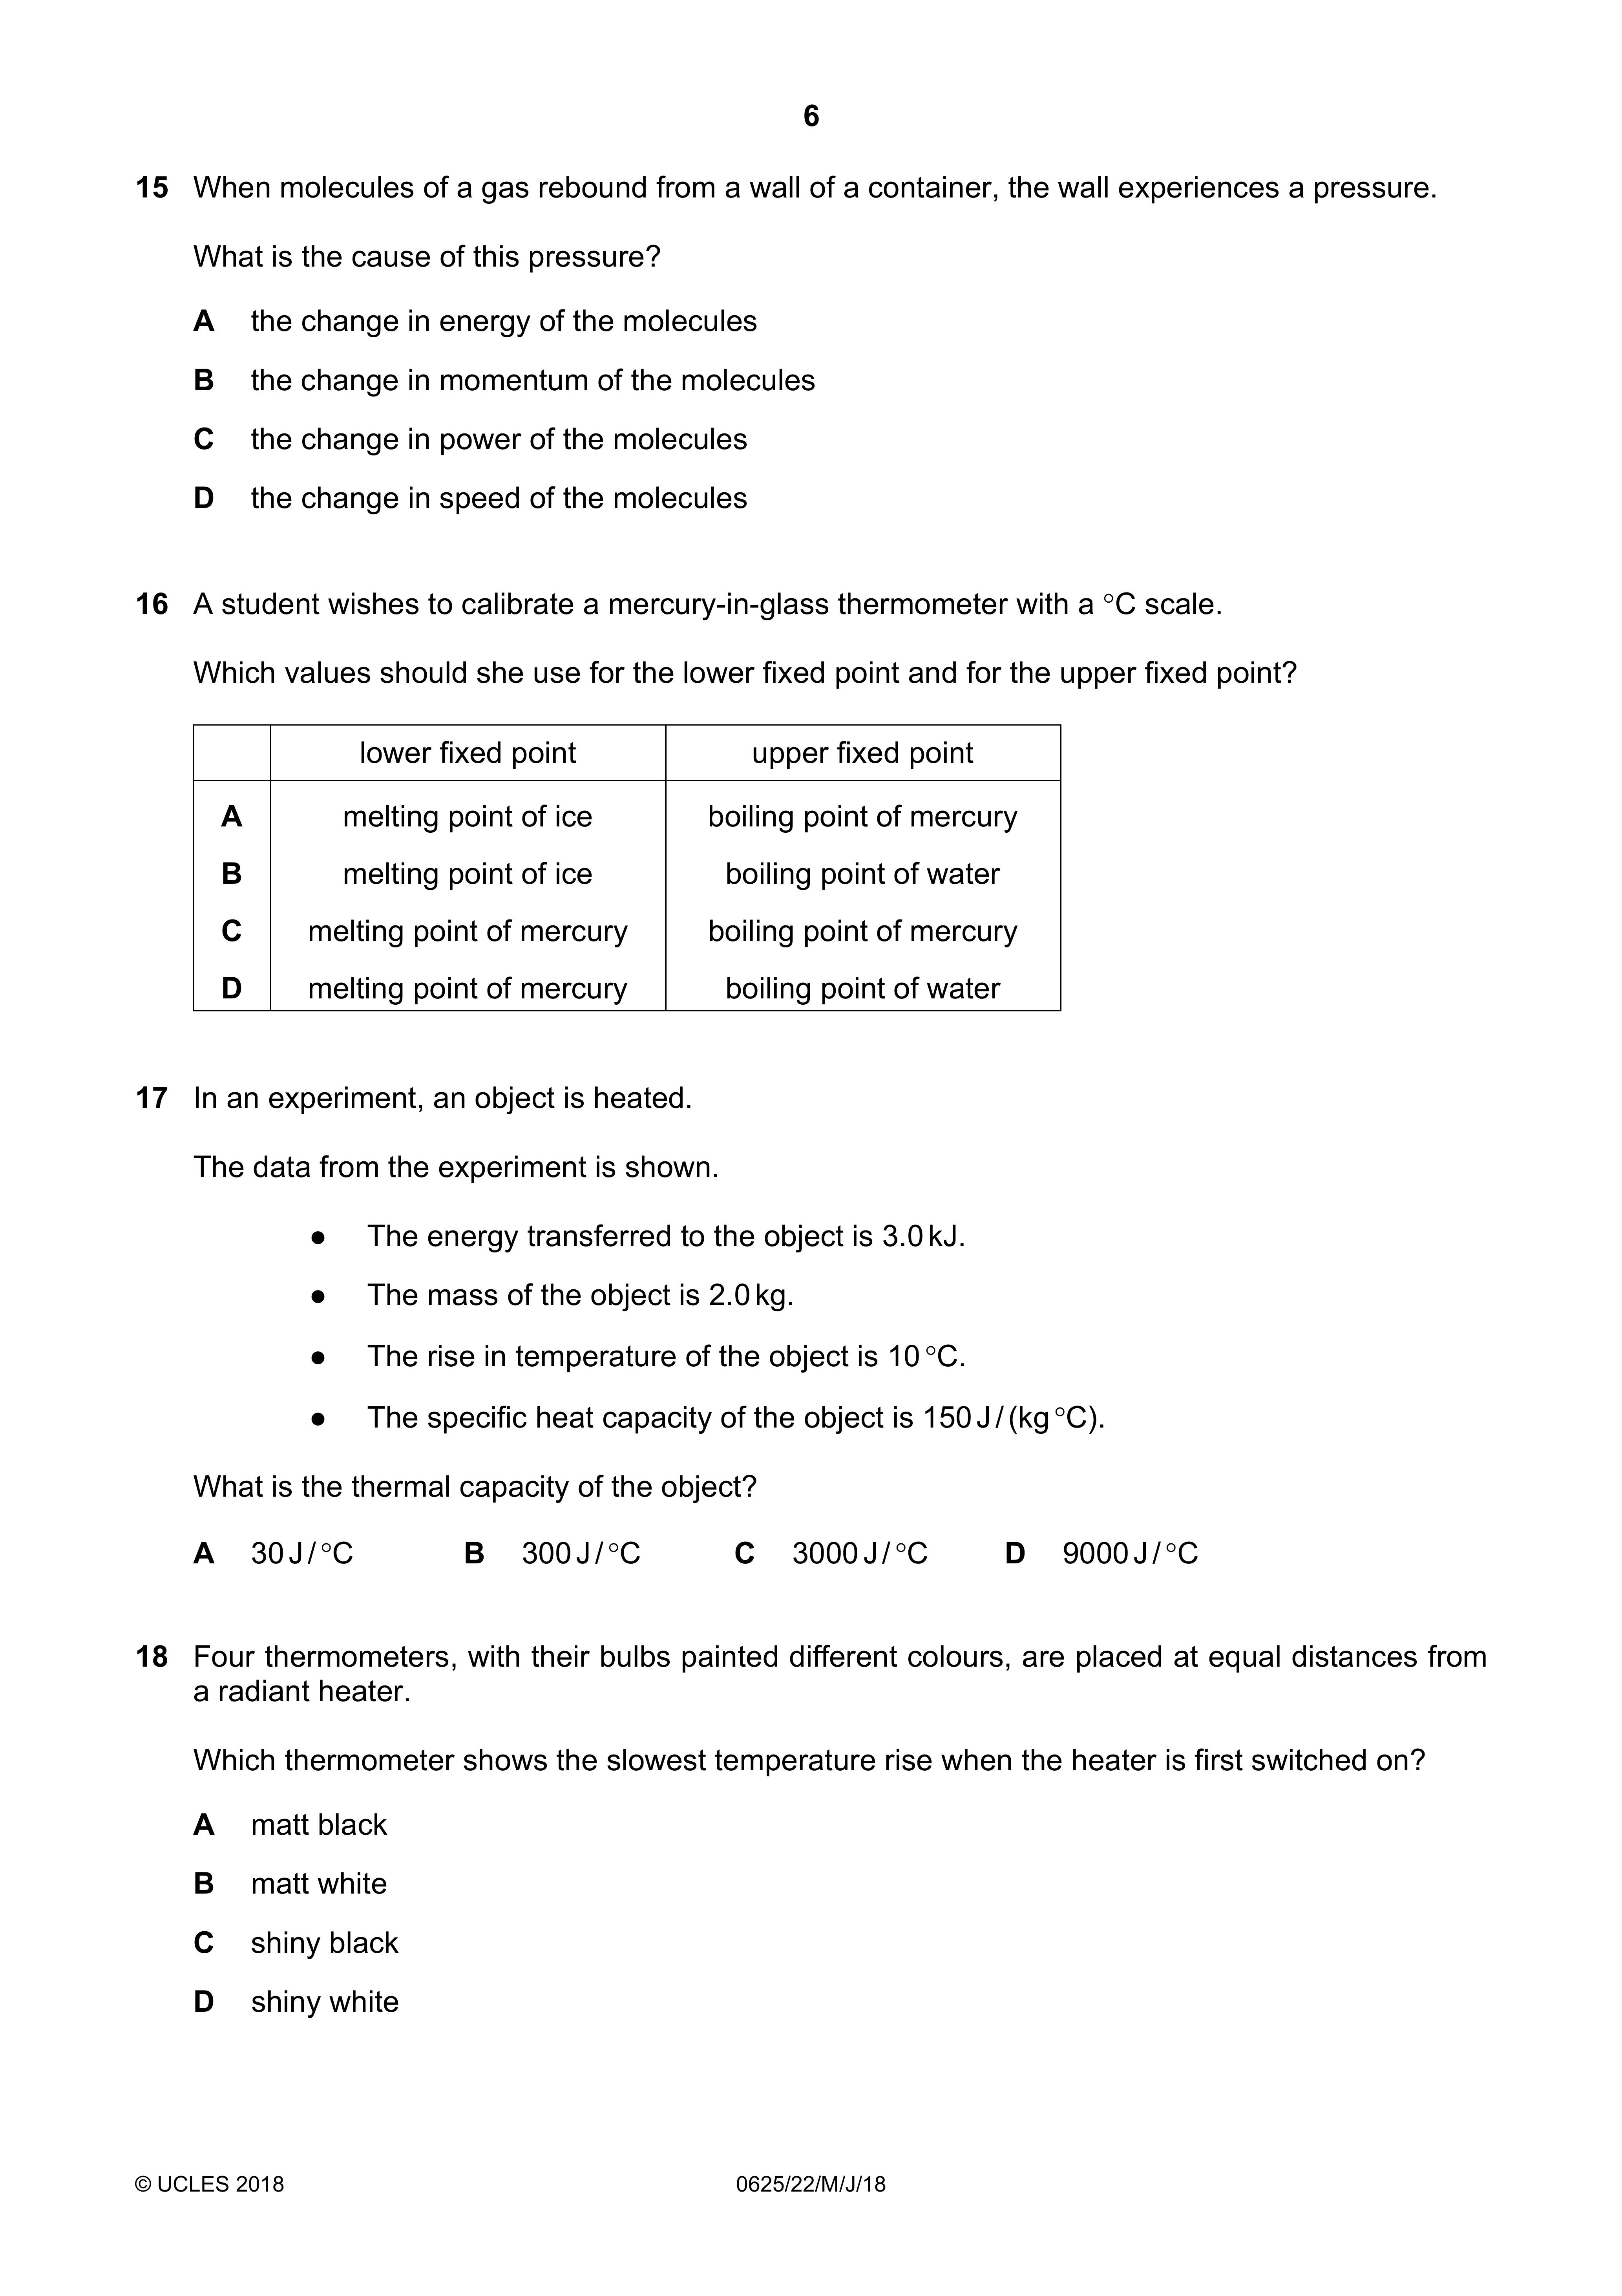 6
15 When molecules of a gas rebound from a wall of a container, the wall experiences a pressure.
What is the cause of this pressure?
A the change in energy of the molecules
B the change in momentum of the molecules
C the change in power of the molecules
D the change in speed of the molecules
16 A student wishes to calibrate a mercury-in-glass thermometer with a °C scale.
Which values should she use for the lower fixed point and for the upper fixed point?
lower fixed point upper fixed point
A melting point of ice boiling point of mercury
B melting point of ice boiling point of water
C melting point of mercury boiling point of mercury
D melting point of mercury boiling point of water
17 In an experiment, an object is heated.
The data from the experiment is shown.
● The energy transferred to the object is 3.0 kJ.
● The mass of the object is 2.0 kg.
● The rise in temperature of the object is 10 °C.
● The specific heat capacity of the object is 150 J / (kg °C).
What is the thermal capacity of the object?
A 30 J / °C B 300 J / °C C 3000 J / °C D 9000 J / °C
18 Four thermometers, with their bulbs painted different colours, are placed at equal distances from
a radiant heater.
Which thermometer shows the slowest temperature rise when the heater is first switched on?
A matt black
B matt white
C shiny black
D shiny white
© UCLES 2018 0625/22/M/J/18